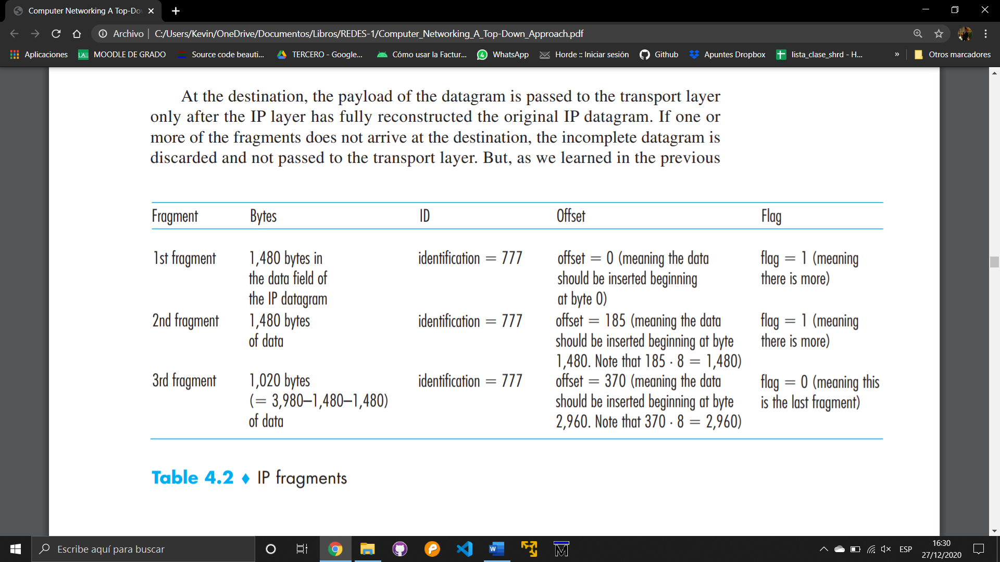 Computer Networking A Top-Do
Archivo | C:/Users/Kevin/OneDrive/Documentos/Libros/REDES-1/Computer_Networking_A_Top-Down_Approach.pdf
Aplicaciones MOODLE DE GRADO Source code beauti... TERCERO - Google... Cómo usar la Factur... 4 WhatsApp Horde :: Iniciar sesión Github Apuntes Dropbox lista_clase_shrd - H... » Otros marcadores
At the destination, the payload of the datagram is passed to the transport layer
only after the IP layer has fully reconstructed the original IP datagram. If one or
more of the fragments does not arrive at the destination, the incomplete datagram is
discarded and not passed to the transport layer. But, as we learned in the previous
Fragment Bytes ID Offset Flag
1st fragment 1,480 bytes in identification = 777 offset = 0 (meaning the data flag = 1 (meaning
the data field of should be inserted beginning there is more)
the IP datagram at byte 0)
2nd fragment 1,480 bytes identification = 777 offset = 185 (meaning the data flag = 1 (meaning
of data should be inserted beginning at byte there is more)
1,480. Note that 185 · 8 = 1,480)
3rd fragment 1,020 bytes identification = 777 offset = 370 (meaning the data flag = 0 (meaning this
(= 3,980–1,480–1,480) should be inserted beginning at byte is the last fragment)
of data 2,960. Note that 370 · 8 = 2,960)
Table 4.2 ♦ IP fragments
Escribe aquí para buscar
ESP
16:30
27/12/2020